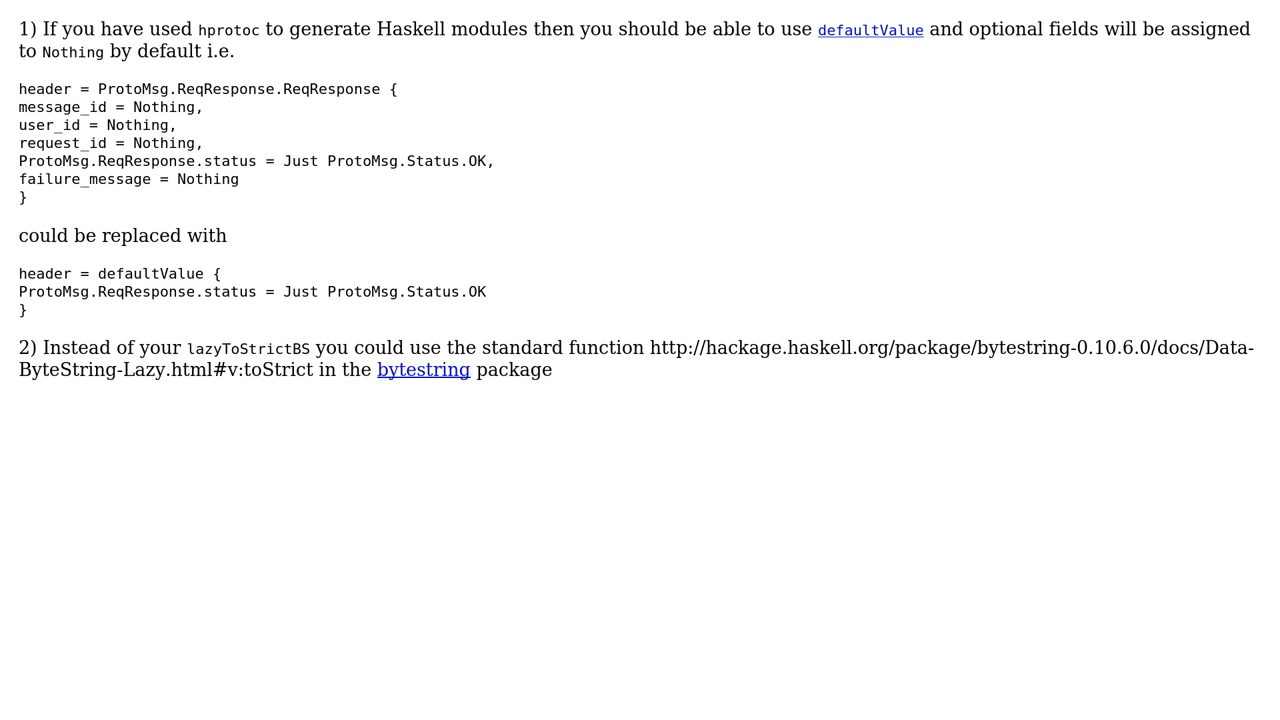 1) If you have used hprotoc to generate Haskell modules then you should be able to use defaultValue and optional fields will be assigned
to Nothing by default i.e.
header = ProtoMsg.ReqResponse.ReqResponse {
message_id = Nothing,
user_id = Nothing,
request_id = Nothing,
ProtoMsg.ReqResponse.status = Just ProtoMsg.Status.OK,
failure_message = Nothing
}
could be replaced with
header = defaultValue {
ProtoMsg.ReqResponse.status = Just ProtoMsg.Status.OK
}
2) Instead of your lazyToStrictBS you could use the standard function http://hackage.haskell.org/package/bytestring-0.10.6.0/docs/Data-
ByteString-Lazy.html#v:toStrict in the bytestring package